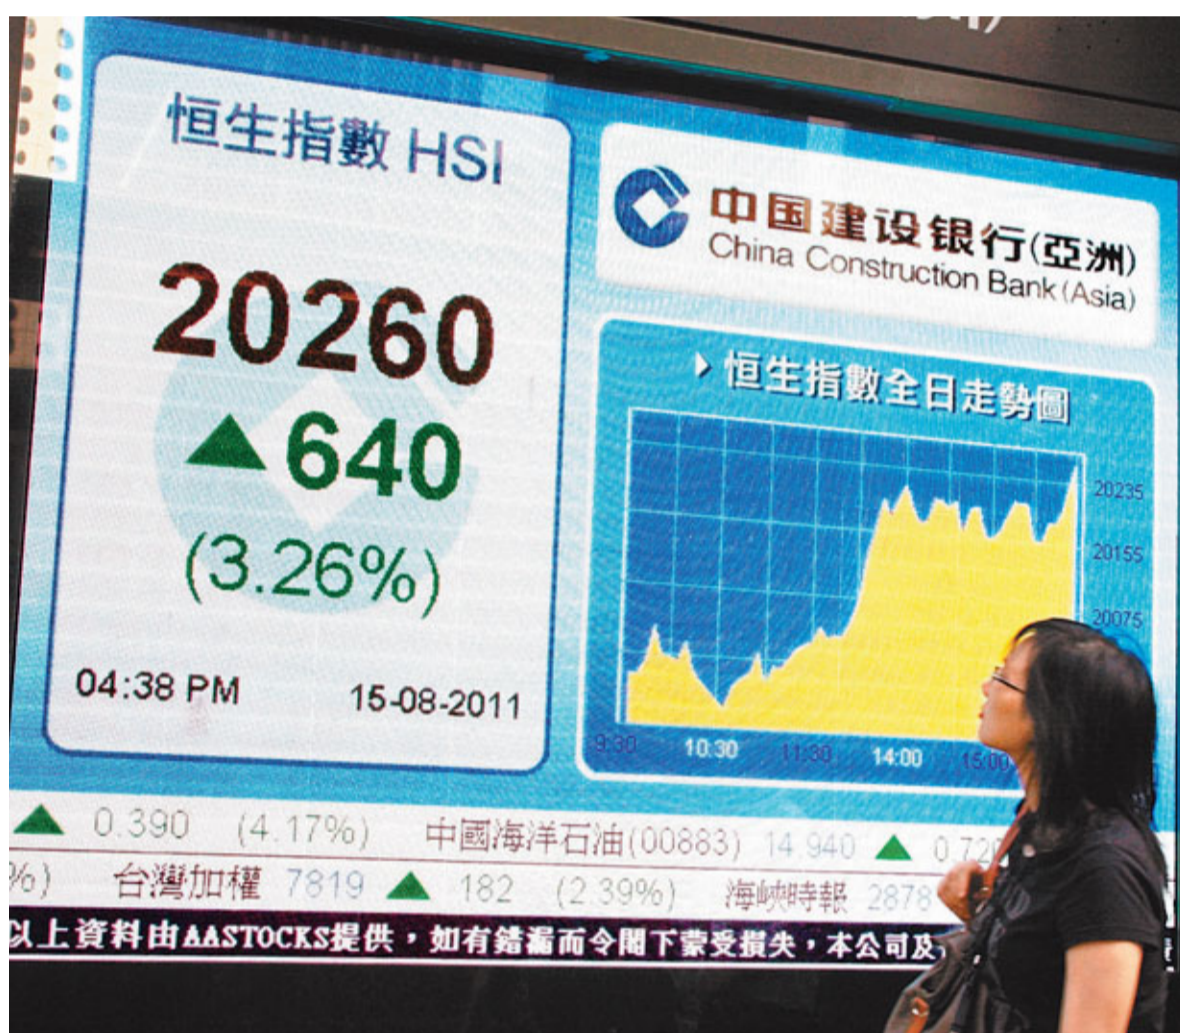 恒生指數 HSI
20260
▲640
(3.26%)
04:38 PM 15-08-2011
中国建设银行(亞洲)
China Construction Bank (Asia)
恒生指數全日走勢圖
20235
20155
20075
9:30 10:30 11:30 14:00 15:00
▲ 0.390 (4.17%) 中國海洋石油(00883) 14.940 ▲ 0.720
%) 台灣加權 7819 ▲ 182 (2.39%) 海峽時報 2878
以上資料由AASTOCKS提供，如有錯漏而令閣下蒙受損失，本公司及